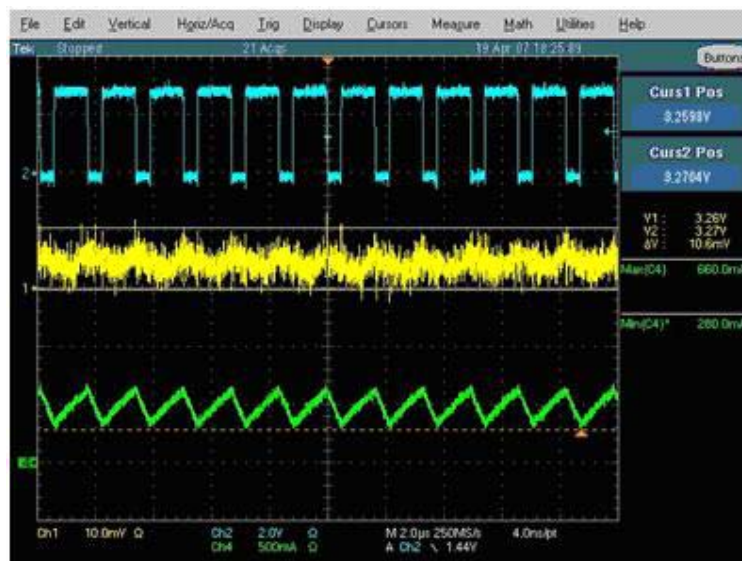 File Edit Vertical Horiz/Acq Trig Display Cursors Measure Math Utilities Help
Tek Stopped 21 Acqs 19 Apr 07 18:25:89
Buttons
Curs1 Pos
3.2598V
Curs2 Pos
3.2704V
V1 : 3.26V
V2 : 3.27V
ΔV : 10.6mV
Max(C4) 660.0m
Min(C4)* 280.0m
2
1
Ch1 10.0mV Ω Ch2 2.0V Ω M 2.0µs 250MS/s 4.0ns/pt
Ch4 500mA Ω A Ch2 \ 1.44V